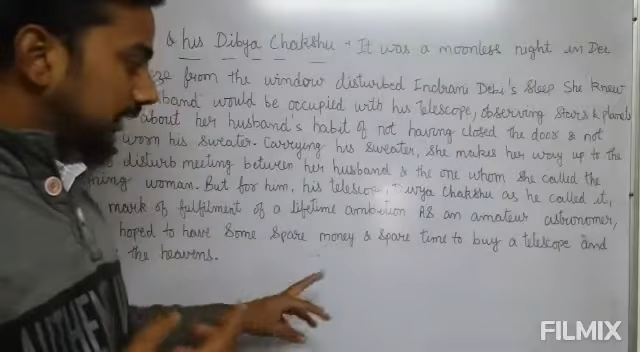 & his Dibya Chakshu - It was a moonless night in Dec
from the window disturbed Indrani Debi's sleep She knew
would be occupied with his telescope, observing stars & planets
about her husband's habit of not having closed the doors & not
worn his sweater. Carrying his sweater, she makes her way up to the
disturb meeting between her husband & the one whom she called the
woman. But for him, his telescope, Divya Chakshu as he called it,
mark of fulfilment of a lifetime ambition As an amateur astronomer,
hoped to have some spare money & spare time to buy a telescope and
the heavens.
AUTHEN
FILMIX